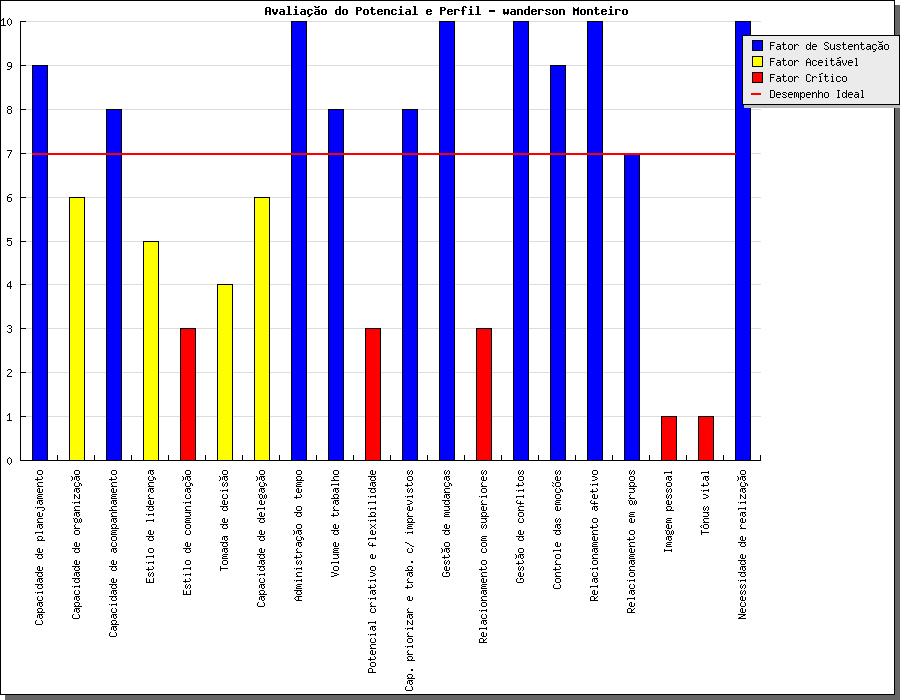 Avaliação do Potencial e Perfil - wanderson Monteiro
10
9
8
7
6
5
4
3
2
1
0
Fator de Sustentação
Fator Aceitável
Fator Crítico
Desempenho Ideal
Capacidade de planejamento
Capacidade de organização
Capacidade de acompanhamento
Estilo de liderança
Estilo de comunicação
Tomada de decisão
Capacidade de delegação
Administração do tempo
Volume de trabalho
Potencial criativo e flexibilidade
Cap. priorizar e trab. c/ imprevistos
Gestão de mudanças
Relacionamento com superiores
Gestão de conflitos
Controle das emoções
Relacionamento afetivo
Relacionamento em grupos
Imagem pessoal
Tônus vital
Necessidade de realização